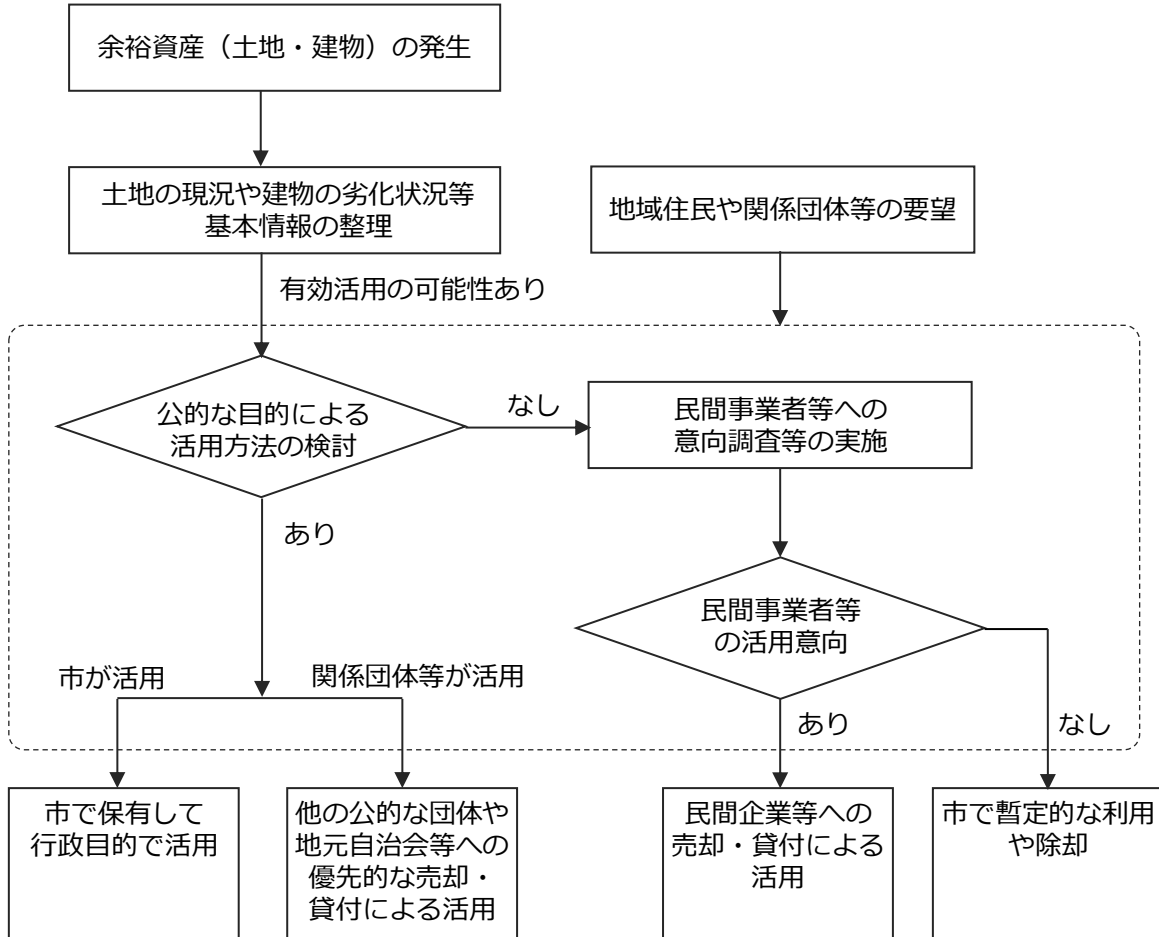 余裕資産（土地・建物）の発生
土地の現況や建物の劣化状況等
基本情報の整理
地域住民や関係団体等の要望
有効活用の可能性あり
公的な目的による
活用方法の検討
なし
民間事業者等への
意向調査等の実施
あり
民間事業者等
の活用意向
市が活用
関係団体等が活用
あり
なし
市で保有して
行政目的で活用
他の公的な団体や
地元自治会等への
優先的な売却・
貸付による活用
民間企業等への
売却・貸付による
活用
市で暫定的な利用
や除却